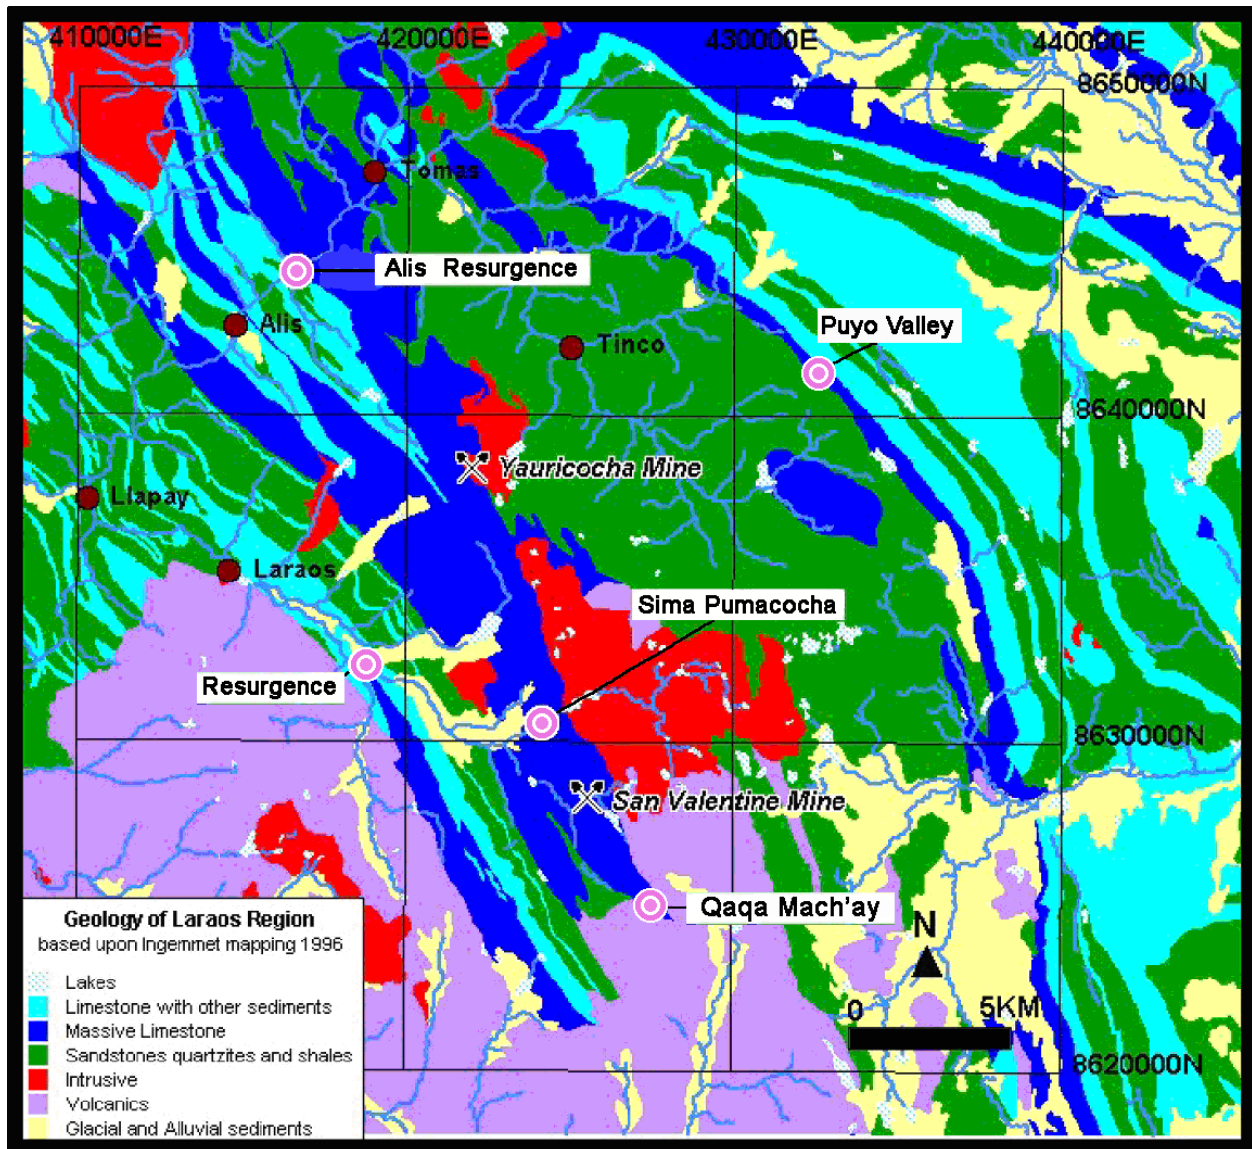 410000E 420000E 430000E 440000E
8650000N
Tomas
Alis Resurgence
Alis
Puyo Valley
Tinco
8640000N
Yauricocha Mine
Llapay
Laraos
Sima Pumacocha
Resurgence
8630000N
San Valentine Mine
Qaqa Mach'ay
N
0 5KM
8620000N
Geology of Laraos Region
based upon Ingemmet mapping 1996
Lakes
Limestone with other sediments
Massive Limestone
Sandstones quartzites and shales
Intrusive
Volcanics
Glacial and Alluvial sediments